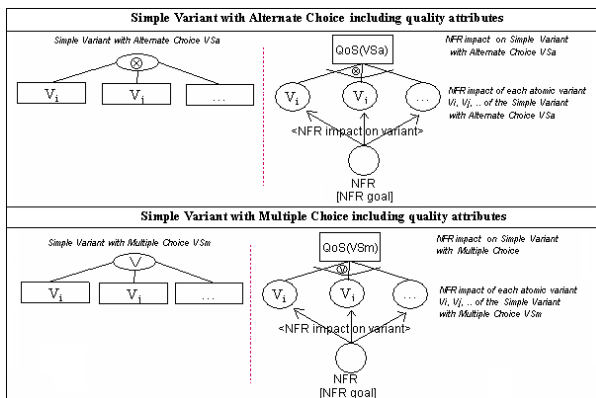 Simple Variant with Alternate Choice including quality attributes
Simple Variant with Alternate Choice VSa
⊗
Vi
Vj
...
QoS(VSa)
⊗
Vi
Vi
...
<NFR impact on variant>
NFR
[NFR goal]
NFR impact on Simple Variant
with Alternate Choice VSa
NFR impact of each atomic variant
Vi, Vj, .. of the Simple Variant
with Alternate Choice VSa
Simple Variant with Multiple Choice including quality attributes
Simple Variant with Multiple Choice VSm
V
Vi
Vj
...
QoS(VSm)
V
Vi
Vi
...
<NFR impact on variant>
NFR
[NFR goal]
NFR impact on Simple Variant
with Multiple Choice
NFR impact of each atomic variant
Vi, Vj, .. of the Simple Variant
with Multiple Choice VSm